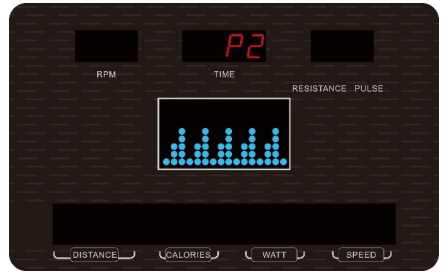 P2
RPM
TIME
RESISTANCE PULSE
DISTANCE
CALORIES
WATT
SPEED